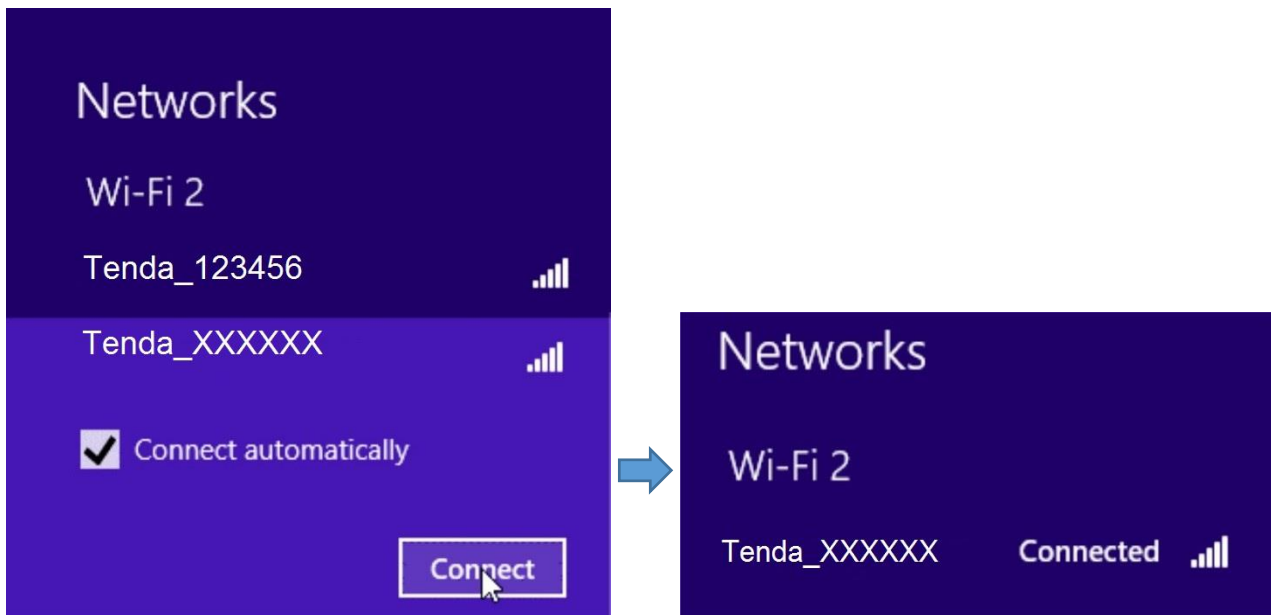 Networks
Wi-Fi 2
Tenda_123456
Tenda_XXXXXX
Connect automatically
Connect
Networks
Wi-Fi 2
Tenda_XXXXXX Connected